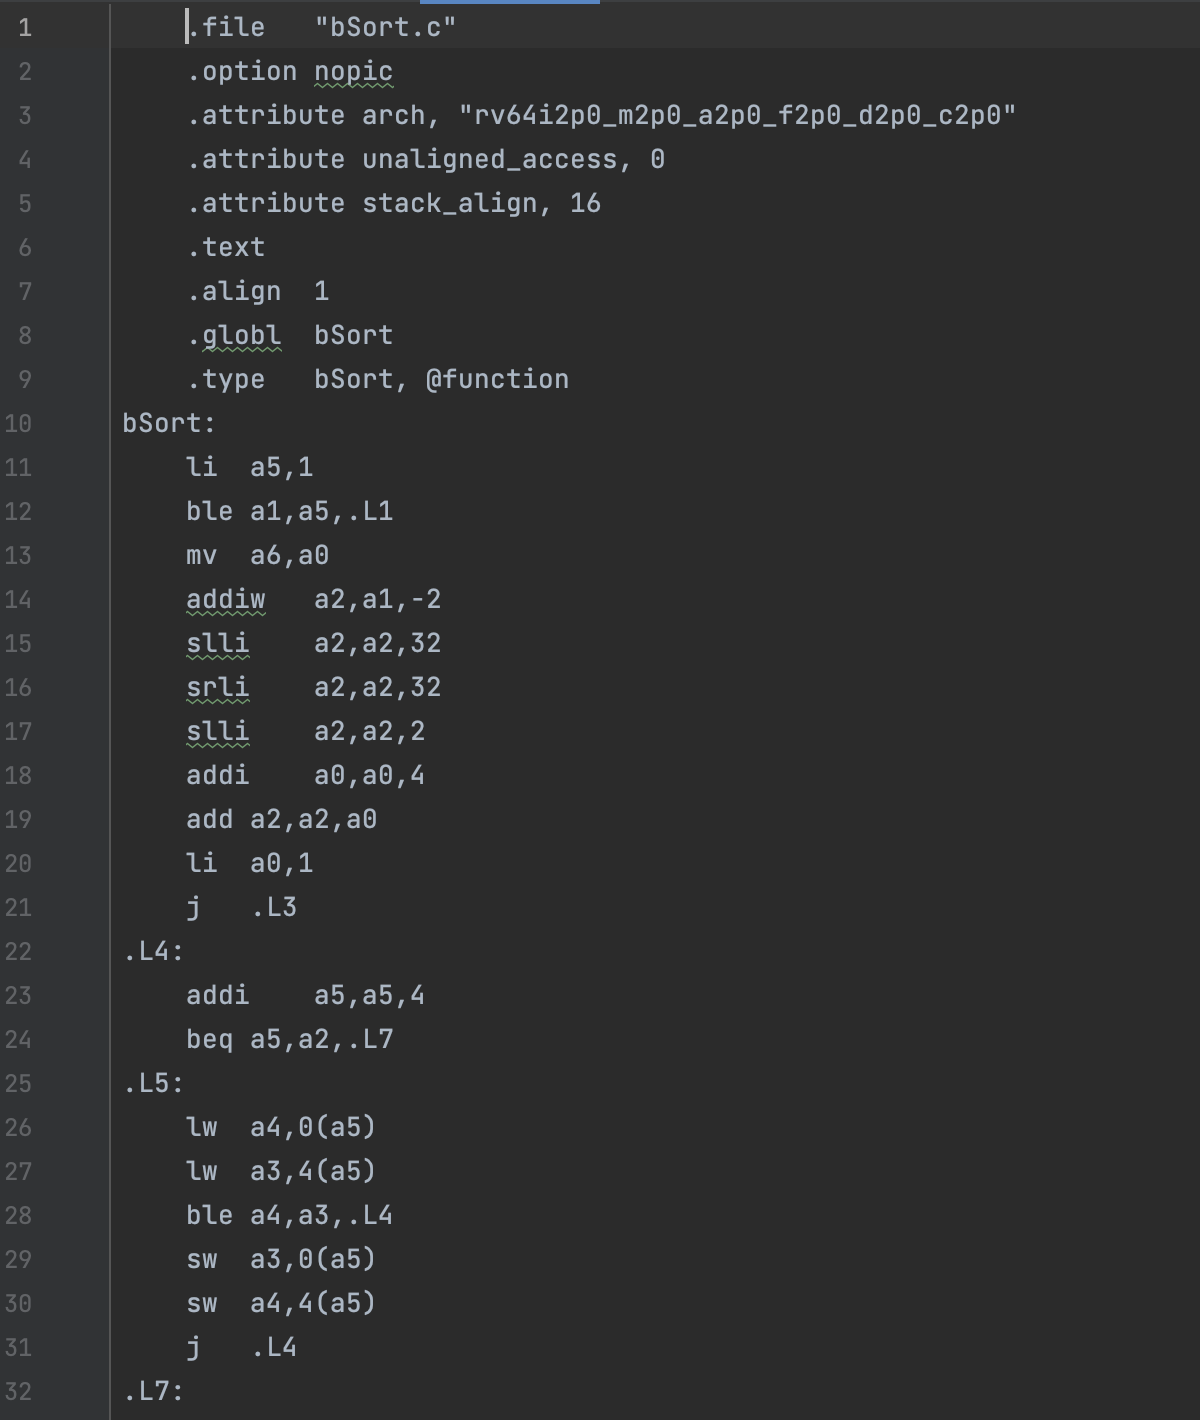 1 .file "bSort.c"
2 .option nopic
3 .attribute arch, "rv64i2p0_m2p0_a2p0_f2p0_d2p0_c2p0"
4 .attribute unaligned_access, 0
5 .attribute stack_align, 16
6 .text
7 .align 1
8 .globl bSort
9 .type bSort, @function
10 bSort:
11 li a5,1
12 ble a1,a5,.L1
13 mv a6,a0
14 addiw a2,a1,-2
15 slli a2,a2,32
16 srli a2,a2,32
17 slli a2,a2,2
18 addi a0,a0,4
19 add a2,a2,a0
20 li a0,1
21 j .L3
22 .L4:
23 addi a5,a5,4
24 beq a5,a2,.L7
25 .L5:
26 lw a4,0(a5)
27 lw a3,4(a5)
28 ble a4,a3,.L4
29 sw a3,0(a5)
30 sw a4,4(a5)
31 j .L4
32 .L7: